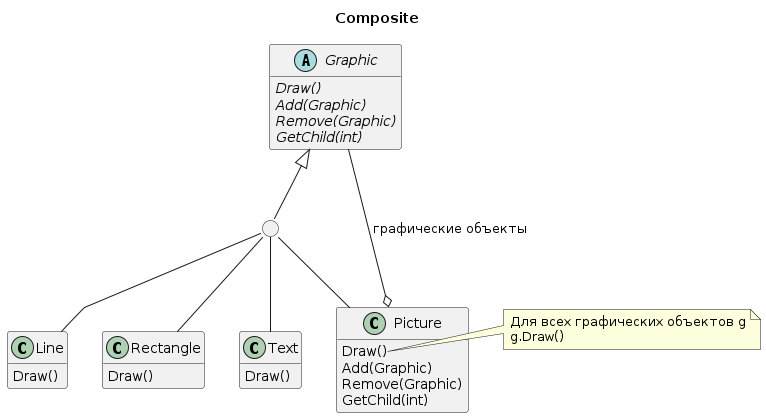 Composite
A Graphic
Draw()
Add(Graphic)
Remove(Graphic)
GetChild(int)
графические объекты
C Line
Draw()
C Rectangle
Draw()
C Text
Draw()
C Picture
Draw()
Add(Graphic)
Remove(Graphic)
GetChild(int)
Для всех графических объектов g
g.Draw()